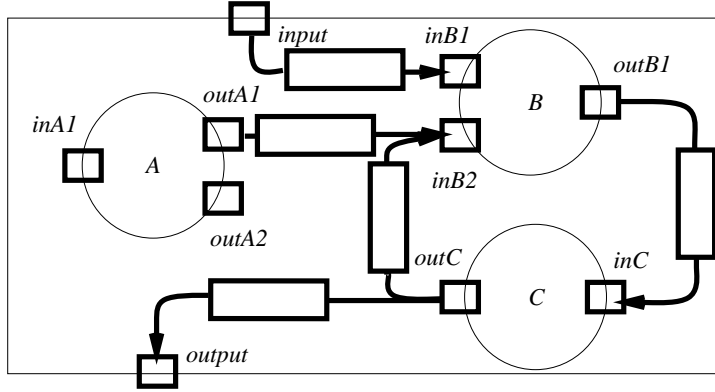 input
inB1
outB1
outA1
inA1
A
B
inB2
outA2
outC
inC
C
output